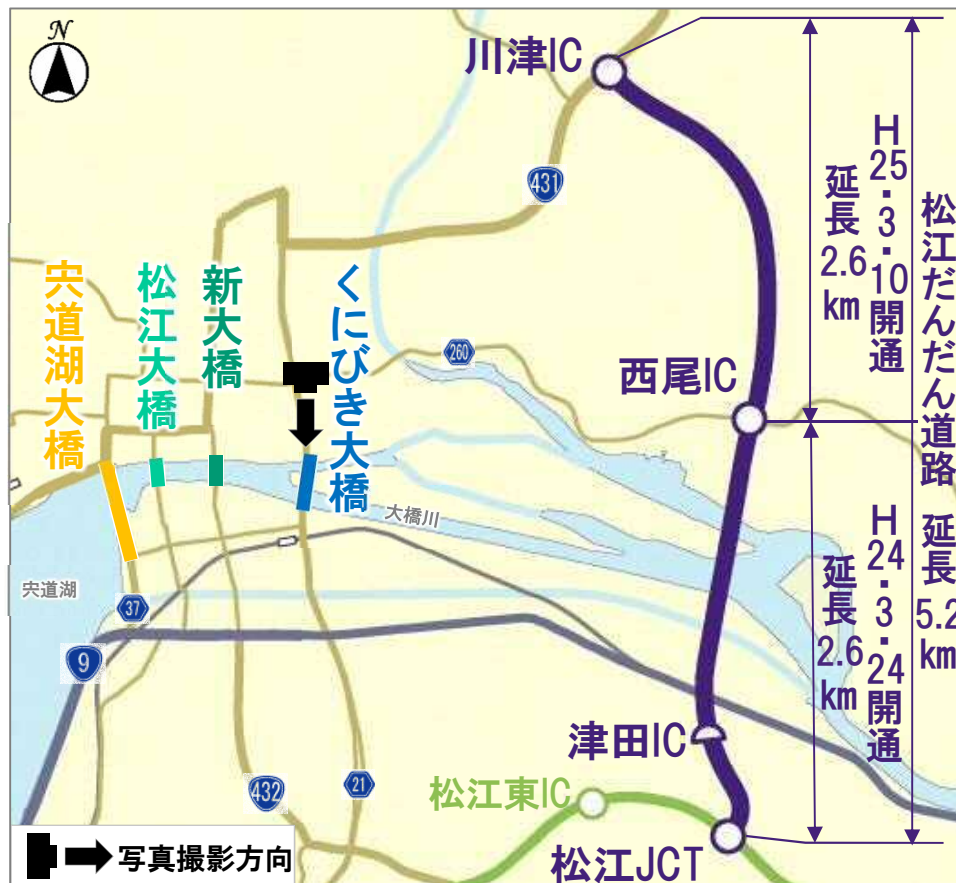 N
川津IC
431
宍道湖大橋
松江大橋
新大橋
くにびき大橋
260
西尾IC
大橋川
宍道湖
37
9
津田IC
松江東IC
432
21
松江JCT
写真撮影方向
H25・3・10開通
延長2.6km
H24・3・24開通
延長2.6km
松江だんだん道路 延長5.2km